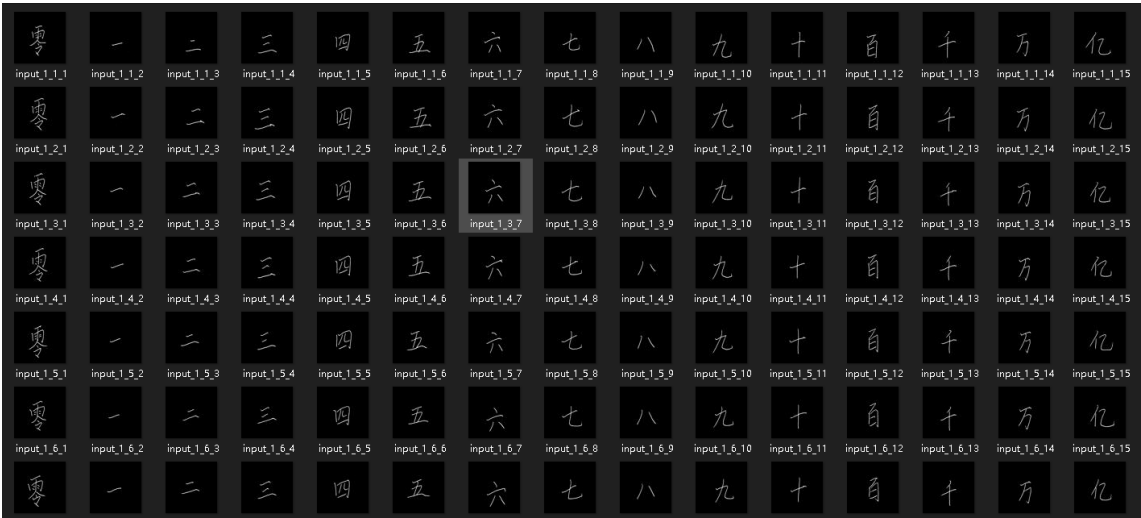 零 一 二 三 四 五 六 七 八 九 十 百 千 万 亿
input_1_1_1 input_1_1_2 input_1_1_3 input_1_1_4 input_1_1_5 input_1_1_6 input_1_1_7 input_1_1_8 input_1_1_9 input_1_1_10 input_1_1_11 input_1_1_12 input_1_1_13 input_1_1_14 input_1_1_15
零 一 二 三 四 五 六 七 八 九 十 百 千 万 亿
input_1_2_1 input_1_2_2 input_1_2_3 input_1_2_4 input_1_2_5 input_1_2_6 input_1_2_7 input_1_2_8 input_1_2_9 input_1_2_10 input_1_2_11 input_1_2_12 input_1_2_13 input_1_2_14 input_1_2_15
零 一 二 三 四 五 六 七 八 九 十 百 千 万 亿
input_1_3_1 input_1_3_2 input_1_3_3 input_1_3_4 input_1_3_5 input_1_3_6 input_1_3_7 input_1_3_8 input_1_3_9 input_1_3_10 input_1_3_11 input_1_3_12 input_1_3_13 input_1_3_14 input_1_3_15
零 一 二 三 四 五 六 七 八 九 十 百 千 万 亿
input_1_4_1 input_1_4_2 input_1_4_3 input_1_4_4 input_1_4_5 input_1_4_6 input_1_4_7 input_1_4_8 input_1_4_9 input_1_4_10 input_1_4_11 input_1_4_12 input_1_4_13 input_1_4_14 input_1_4_15
零 一 二 三 四 五 六 七 八 九 十 百 千 万 亿
input_1_5_1 input_1_5_2 input_1_5_3 input_1_5_4 input_1_5_5 input_1_5_6 input_1_5_7 input_1_5_8 input_1_5_9 input_1_5_10 input_1_5_11 input_1_5_12 input_1_5_13 input_1_5_14 input_1_5_15
零 一 二 三 四 五 六 七 八 九 十 百 千 万 亿
input_1_6_1 input_1_6_2 input_1_6_3 input_1_6_4 input_1_6_5 input_1_6_6 input_1_6_7 input_1_6_8 input_1_6_9 input_1_6_10 input_1_6_11 input_1_6_12 input_1_6_13 input_1_6_14 input_1_6_15
零 一 二 三 四 五 六 七 八 九 十 百 千 万 亿